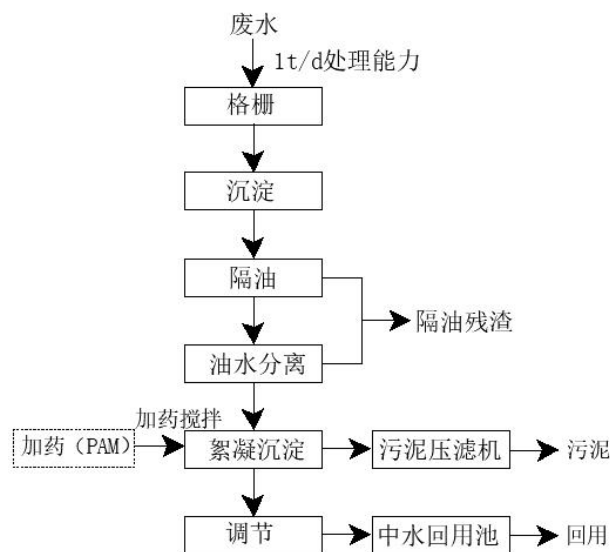 废水
1t/d处理能力
格栅
沉淀
隔油
隔油残渣
油水分离
加药搅拌
加药（PAM）
絮凝沉淀
污泥压滤机
污泥
调节
中水回用池
回用